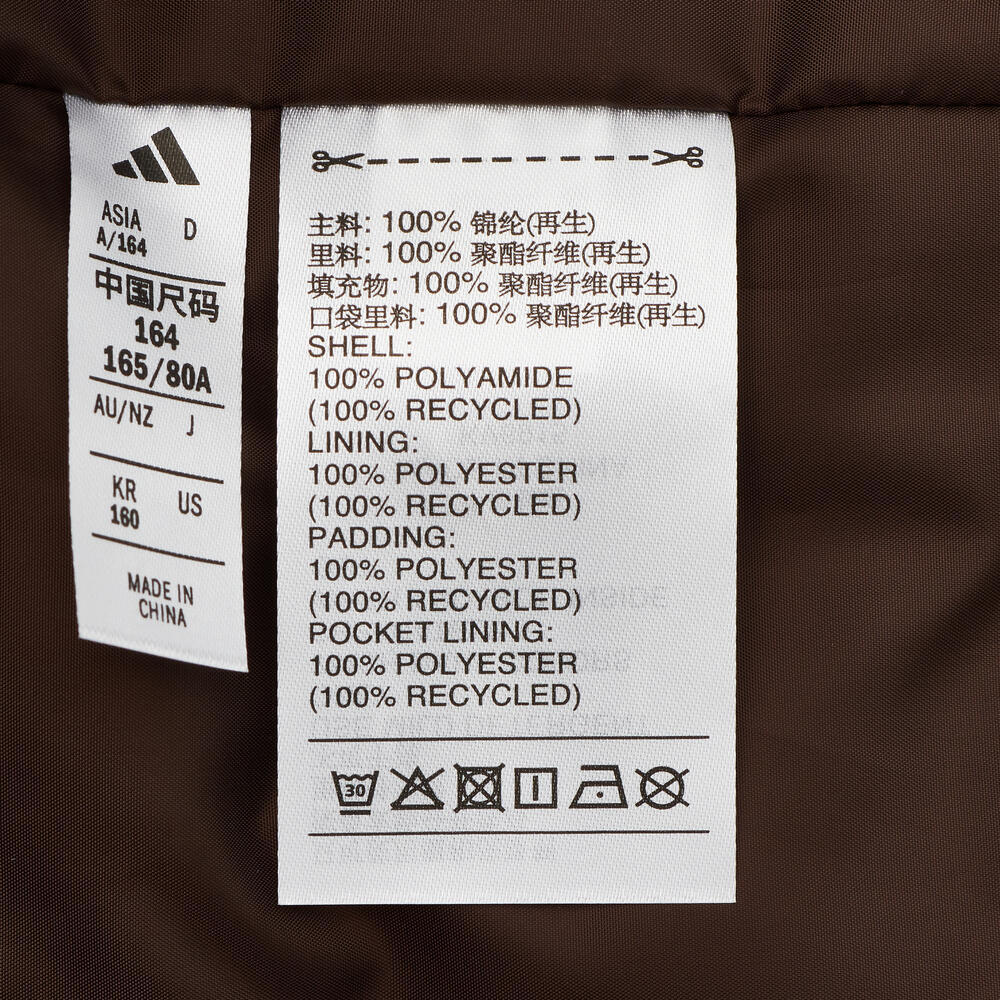 ASIA D
A/164
中国尺码
164
165/80A
AU/NZ J
KR US
160
MADE IN
CHINA
主料: 100% 锦纶(再生)
里料: 100% 聚酯纤维(再生)
填充物: 100% 聚酯纤维(再生)
口袋里料: 100% 聚酯纤维(再生)
SHELL:
100% POLYAMIDE
(100% RECYCLED)
LINING:
100% POLYESTER
(100% RECYCLED)
PADDING:
100% POLYESTER
(100% RECYCLED)
POCKET LINING:
100% POLYESTER
(100% RECYCLED)
30